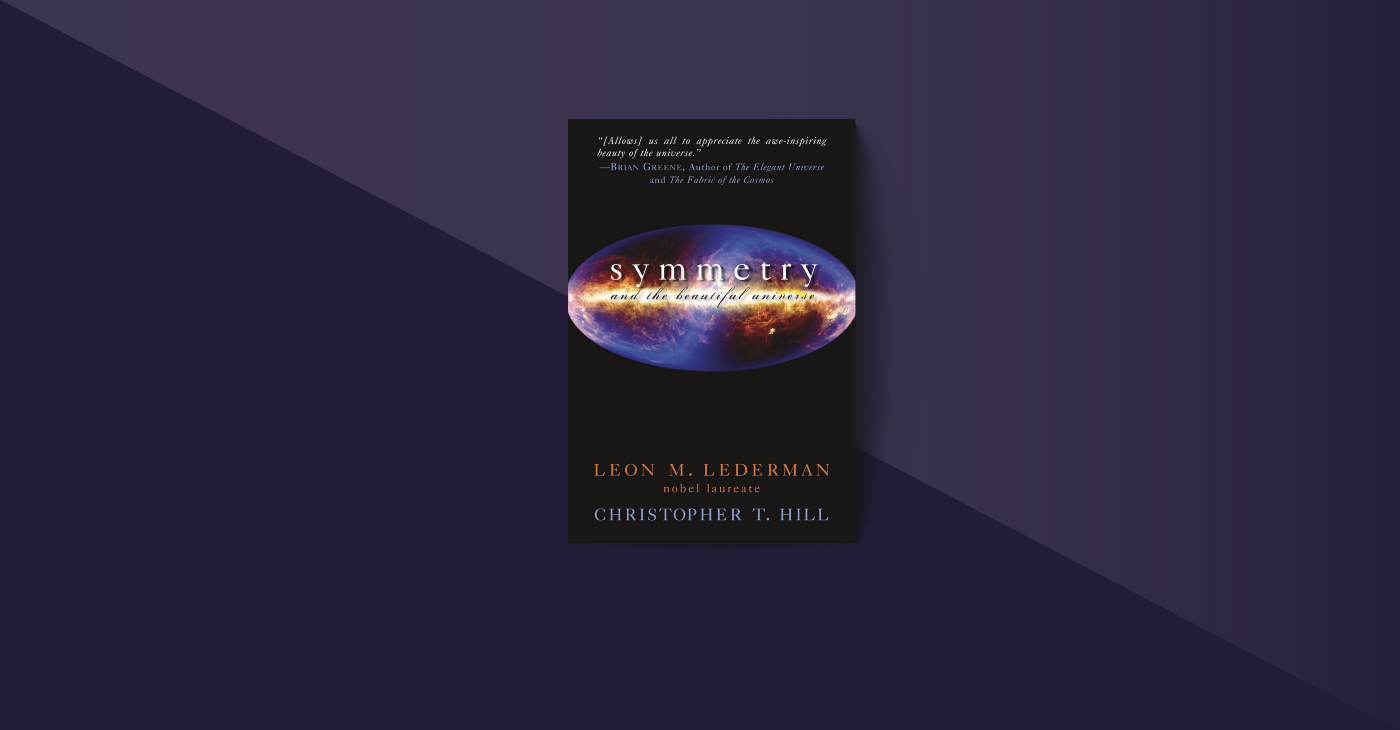 “[Allows] us all to appreciate the awe-inspiring
beauty of the universe.”
—BRIAN GREENE, Author of The Elegant Universe
and The Fabric of the Cosmos
symmetry
and the beautiful universe
LEON M. LEDERMAN
nobel laureate
CHRISTOPHER T. HILL